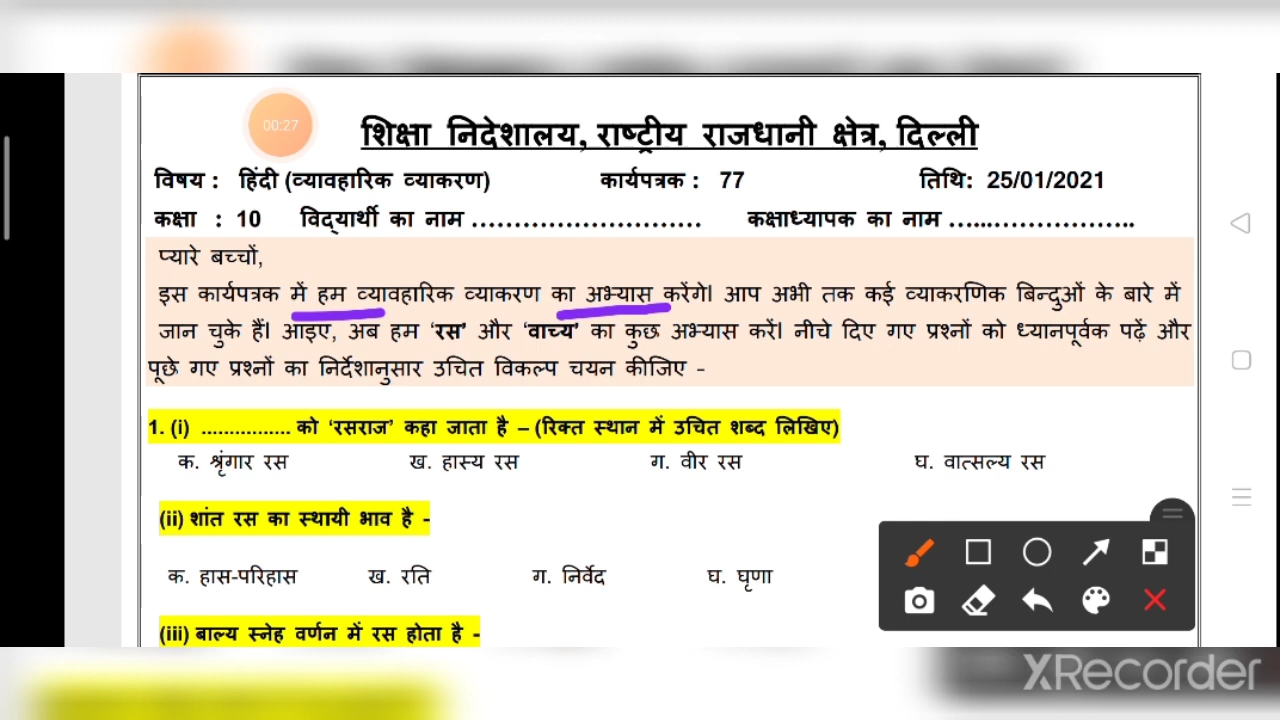 00:27
शिक्षा निदेशालय, राष्ट्रीय राजधानी क्षेत्र, दिल्ली
विषय : हिंदी (व्यावहारिक व्याकरण) कार्यपत्रक : 77 तिथि: 25/01/2021
कक्षा : 10 विद्यार्थी का नाम ……………………… कक्षाध्यापक का नाम …...……………..
प्यारे बच्चों,
इस कार्यपत्रक में हम व्यावहारिक व्याकरण का अभ्यास करेंगे। आप अभी तक कई व्याकरणिक बिन्दुओं के बारे में
जान चुके हैं। आइए, अब हम ‘रस’ और ‘वाच्य’ का कुछ अभ्यास करें। नीचे दिए गए प्रश्नों को ध्यानपूर्वक पढ़ें और
पूछे गए प्रश्नों का निर्देशानुसार उचित विकल्प चयन कीजिए -
1. (i) ................ को ‘रसराज’ कहा जाता है – (रिक्त स्थान में उचित शब्द लिखिए)
क. श्रृंगार रस ख. हास्य रस ग. वीर रस घ. वात्सल्य रस
(ii) शांत रस का स्थायी भाव है -
क. हास-परिहास ख. रति ग. निर्वेद घ. घृणा
(iii) बाल्य स्नेह वर्णन में रस होता है -
XRecorder